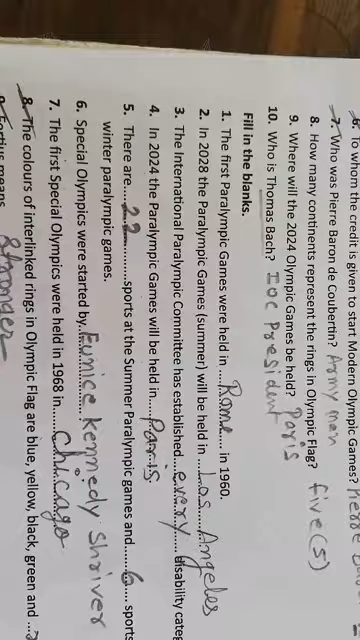 6. To whom the credit is given to start Modern Olympic Games? Pierre
7. Who was Pierre Baron de Coubertin? Army man
8. How many continents represent the rings in Olympic Flag? five(5)
9. Where will the 2024 Olympic Games be held? Paris
10. Who is Thomas Bach? IOC President
Fill in the blanks.
1. The first Paralympic Games were held in ....Rome.... in 1960.
2. In 2028 the Paralympic Games (summer) will be held in ...Los Angeles
3. The International Paralympic Committee has established....every....... disability
4. In 2024 the Paralympic Games will be held in.....Paris
5. There are.....22..........sports at the Summer Paralympic games and.......6..... sports
winter paralympic games.
6. Special Olympics were started by....Eunice Kennedy Shriver
7. The first Special Olympics were held in 1968 in.......Chicago
8. The colours of interlinked rings in Olympic Flag are blue, yellow, black, green and ...
9. Fortius means Stronger